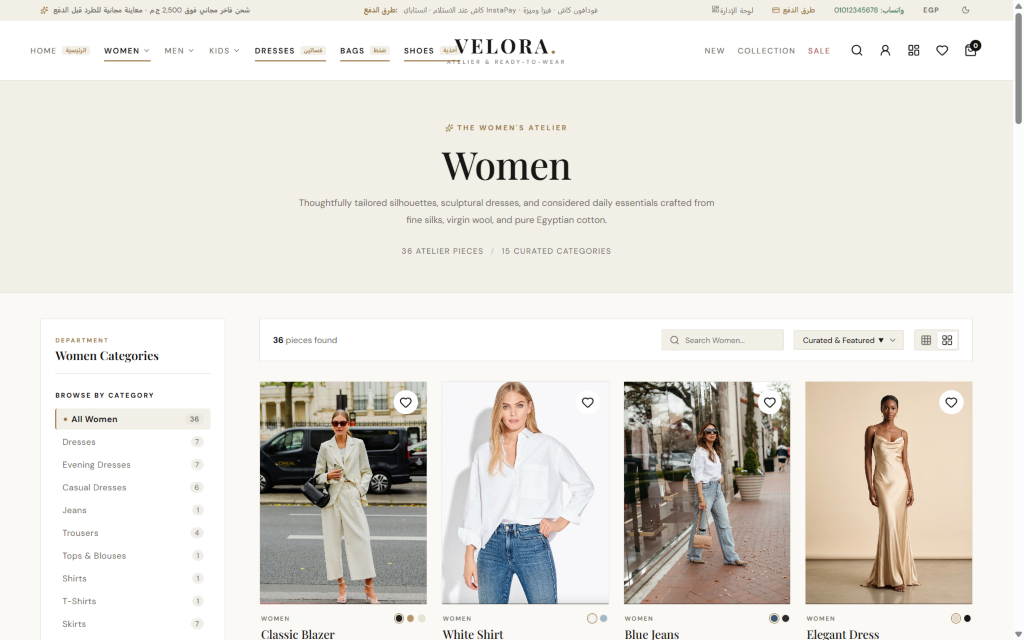 شحن فاخر مجاني فوق 2,500 ج.م · معاينة مجانية للطرد قبل الدفع
طرق الدفع: فودافون كاش · فيزا وميزة · InstaPay كاش عند الاستلام · انستاباي
لوحة الإدارة
طرق الدفع
واتساب: 01012345678
EGP
HOME الرئيسية
WOMEN
MEN
KIDS
DRESSES فساتين
BAGS شنط
SHOES أحذية
VELORA.
ATELIER & READY-TO-WEAR
NEW
COLLECTION
SALE
0
THE WOMEN'S ATELIER
Women
Thoughtfully tailored silhouettes, sculptural dresses, and considered daily essentials crafted from
fine silks, virgin wool, and pure Egyptian cotton.
36 ATELIER PIECES / 15 CURATED CATEGORIES
DEPARTMENT
Women Categories
BROWSE BY CATEGORY
All Women 36
Dresses 7
Evening Dresses 7
Casual Dresses 6
Jeans 1
Trousers 4
Tops & Blouses 1
Shirts 1
T-Shirts 1
Skirts 7
36 pieces found
Search Women...
Curated & Featured ▼
WOMEN
Classic Blazer
WOMEN
White Shirt
WOMEN
Blue Jeans
WOMEN
Elegant Dress